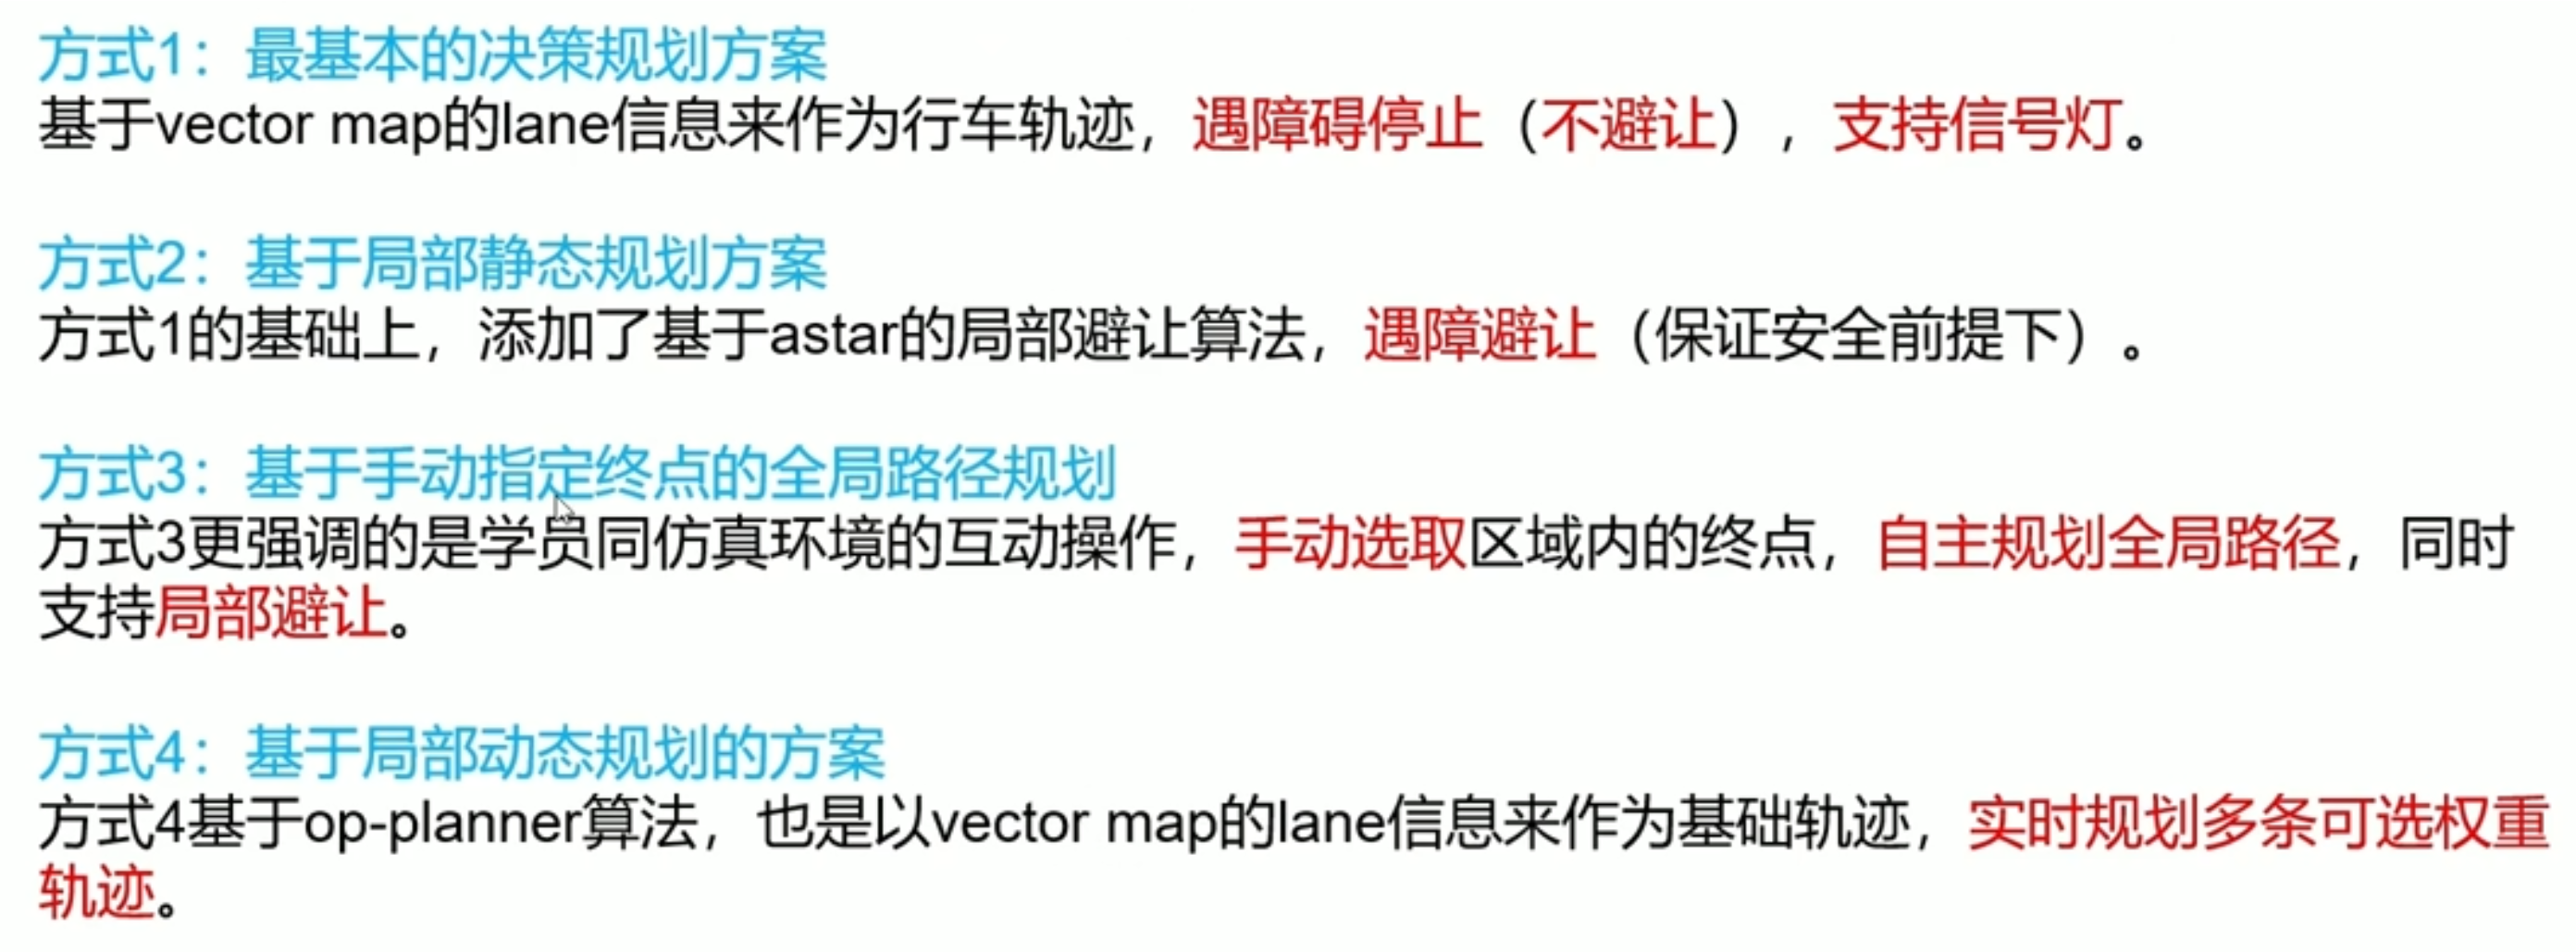 方式1：最基本的决策规划方案
基于vector map的lane信息来作为行车轨迹，遇障碍停止（不避让），支持信号灯。
方式2：基于局部静态规划方案
方式1的基础上，添加了基于astar的局部避让算法，遇障避让（保证安全前提下）。
方式3：基于手动指定终点的全局路径规划
方式3更强调的是学员同仿真环境的互动操作，手动选取区域内的终点，自主规划全局路径，同时
支持局部避让。
方式4：基于局部动态规划的方案
方式4基于op-planner算法，也是以vector map的lane信息来作为基础轨迹，实时规划多条可选权重
轨迹。